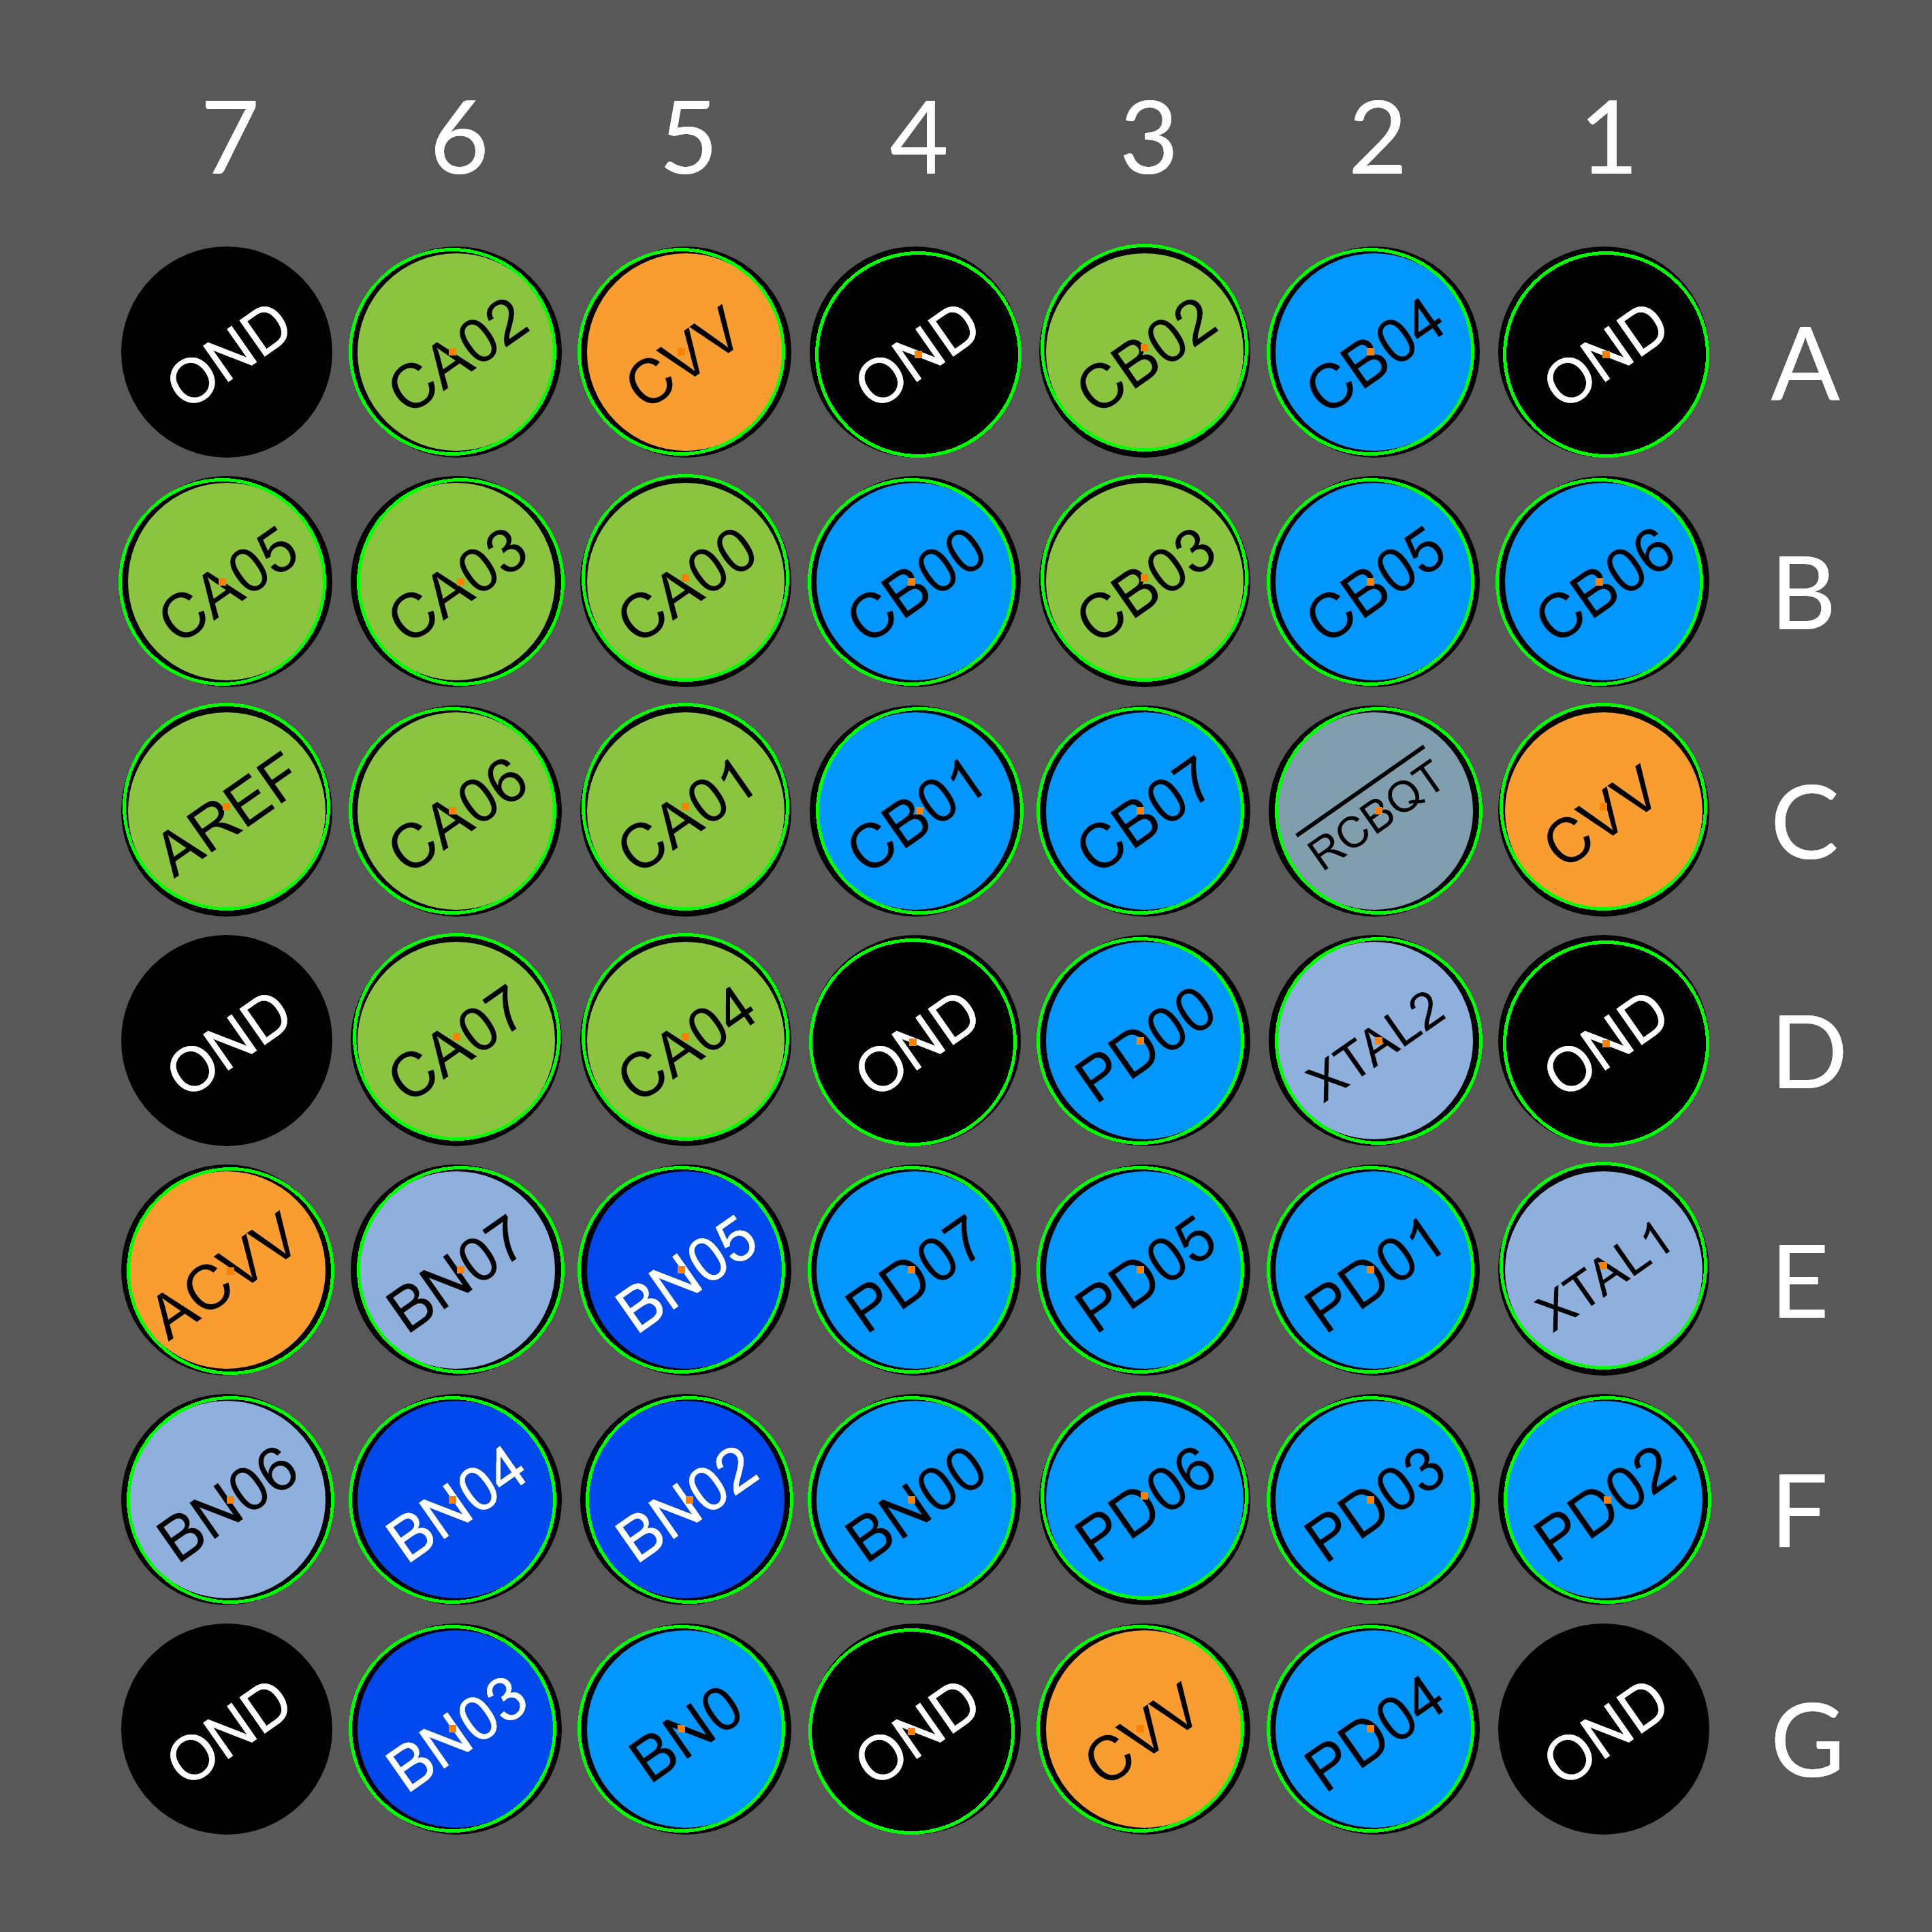 7 6 5 4 3 2 1
OND CA02 CVV OND CB02 CB04 OND A
CA05 CA03 CA00 CB00 CB03 CB05 CB06 B
AREF CA06 CA01 CB01 CB07 RCBQT CVV C
OND CA07 CA04 OND PD00 XTAL2 OND D
ACVV BN07 BN05 PD07 PD05 PD01 XTAL1 E
BN06 BN04 BN02 BN00 PD06 PD03 PD02 F
OND BN03 BN0 OND CVV PD04 OND G